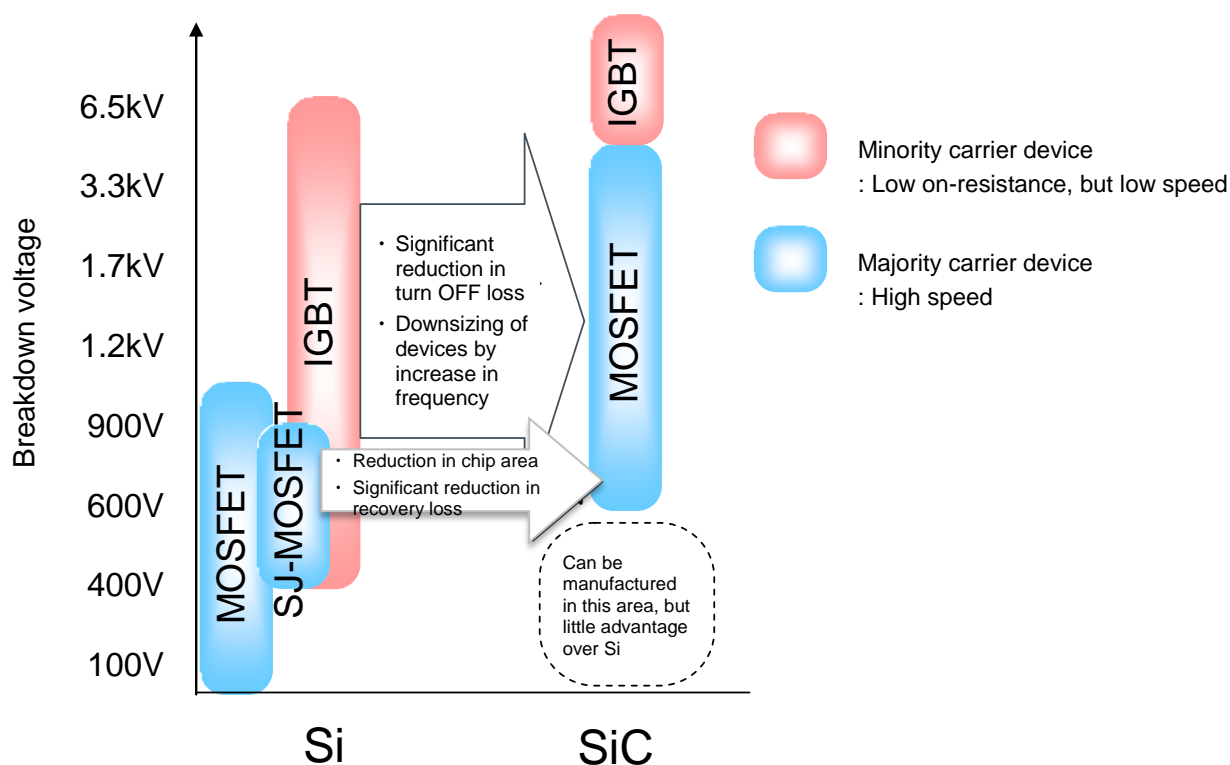 Breakdown voltage
6.5kV
3.3kV
1.7kV
1.2kV
900V
600V
400V
100V
MOSFET
SJ-MOSFET
IGBT
・ Significant
reduction in
turn OFF loss
・ Downsizing of
devices by
increase in
frequency
・ Reduction in chip area
・ Significant reduction in
recovery loss
IGBT
MOSFET
Can be
manufactured
in this area, but
little advantage
over Si
Si
SiC
Minority carrier device
: Low on-resistance, but low speed
Majority carrier device
: High speed